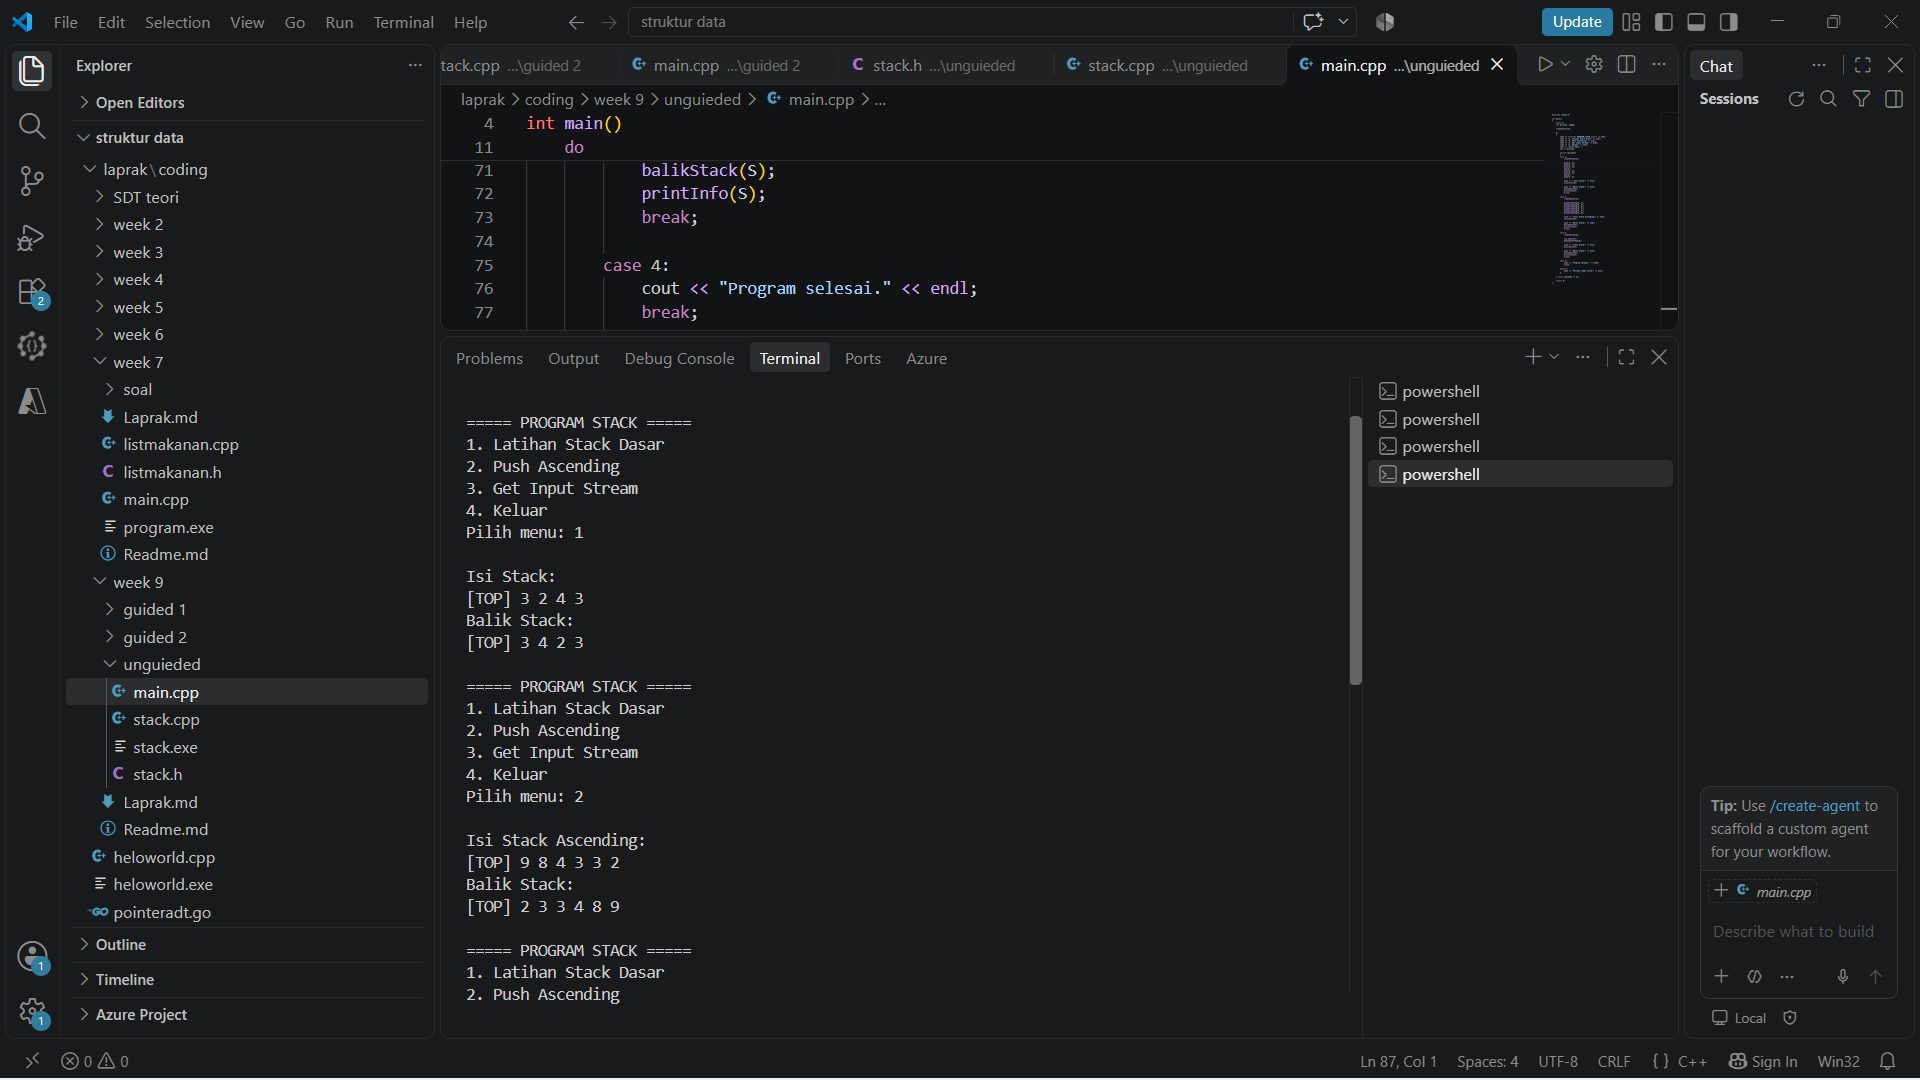 File Edit Selection View Go Run Terminal Help
struktur data
Update
Explorer
Open Editors
struktur data
laprak\coding
SDT teori
week 2
week 3
week 4
week 5
week 6
week 7
soal
Laprak.md
listmakanan.cpp
listmakanan.h
main.cpp
program.exe
Readme.md
week 9
guided 1
guided 2
unguieded
main.cpp
stack.cpp
stack.exe
stack.h
Laprak.md
Readme.md
heloworld.cpp
heloworld.exe
pointeradt.go
Outline
Timeline
Azure Project
2
1
1
tack.cpp ...\guided 2
main.cpp ...\guided 2
stack.h ...\unguieded
stack.cpp ...\unguieded
main.cpp ...\unguieded
laprak > coding > week 9 > unguieded > main.cpp > ...
4 int main()
11 do
71 balikStack(S);
72 printInfo(S);
73 break;
74
75 case 4:
76 cout << "Program selesai." << endl;
77 break;
Problems Output Debug Console Terminal Ports Azure
===== PROGRAM STACK =====
1. Latihan Stack Dasar
2. Push Ascending
3. Get Input Stream
4. Keluar
Pilih menu: 1
Isi Stack:
[TOP] 3 2 4 3
Balik Stack:
[TOP] 3 4 2 3
===== PROGRAM STACK =====
1. Latihan Stack Dasar
2. Push Ascending
3. Get Input Stream
4. Keluar
Pilih menu: 2
Isi Stack Ascending:
[TOP] 9 8 4 3 3 2
Balik Stack:
[TOP] 2 3 3 4 8 9
===== PROGRAM STACK =====
1. Latihan Stack Dasar
2. Push Ascending
powershell
powershell
powershell
powershell
Chat
Sessions
Tip: Use /create-agent to
scaffold a custom agent
for your workflow.
main.cpp
Describe what to build
Local
0 0
Ln 87, Col 1 Spaces: 4 UTF-8 CRLF {} C++ Sign In Win32